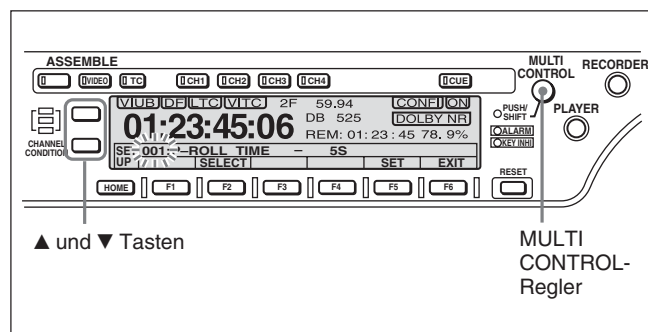 ASSEMBLE
VIDEO TC CH1 CH2 CH3 CH4 CUE
MULTI CONTROL
RECORDER
PUSH/SHIFT
PLAYER
ALARM
KEY INHI
CHANNEL CONDITION
VIUB DF LTC VITC 2F 59.94 CONFI ON
01:23:45:06 DB 525 DOLBY NR
REM: 01:23:45 78.9%
SE 001: –ROLL TIME – 5S
UP SELECT SET EXIT
HOME F1 F2 F3 F4 F5 F6
RESET
▲ und ▼ Tasten
MULTI
CONTROL-
Regler